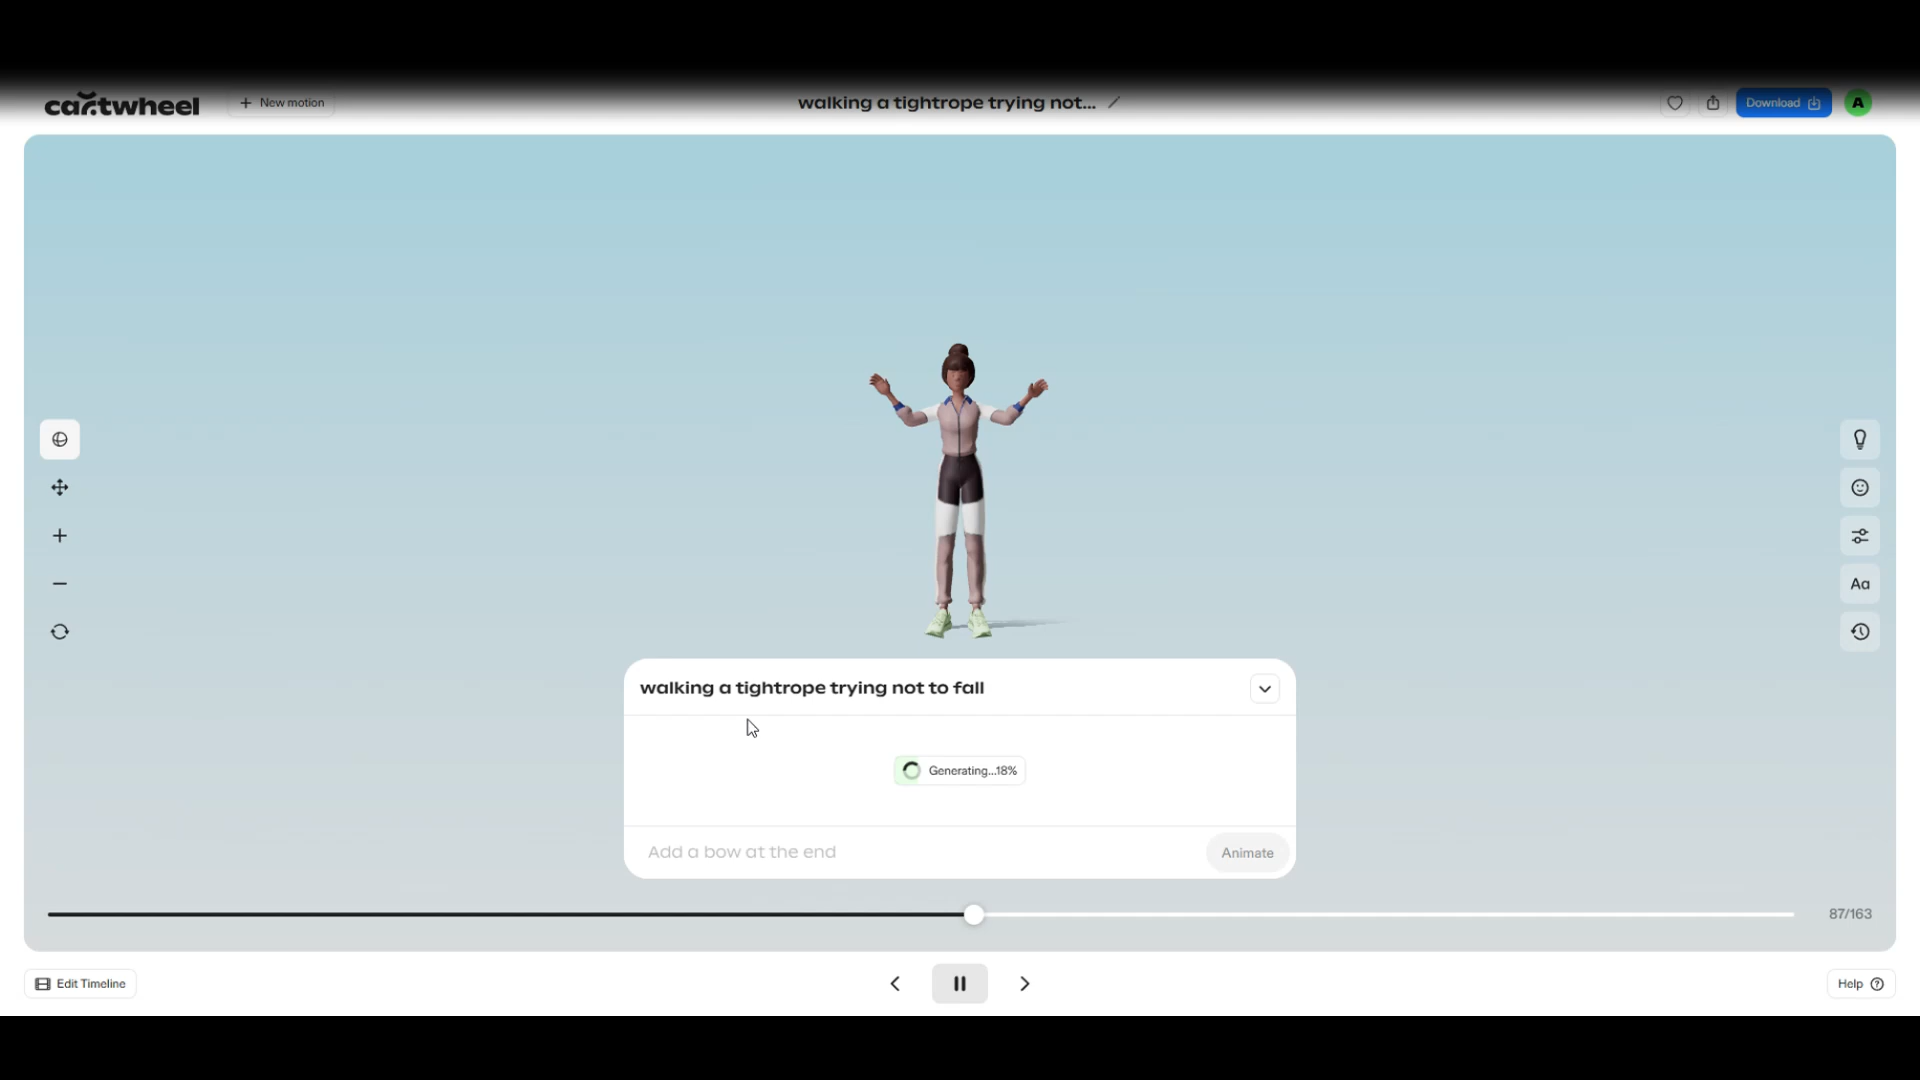 cartwheel
New motion
walking a tightrope trying not...
Download
A
Aa
walking a tightrope trying not to fall
Generating...18%
Add a bow at the end
Animate
87/163
Edit Timeline
Help